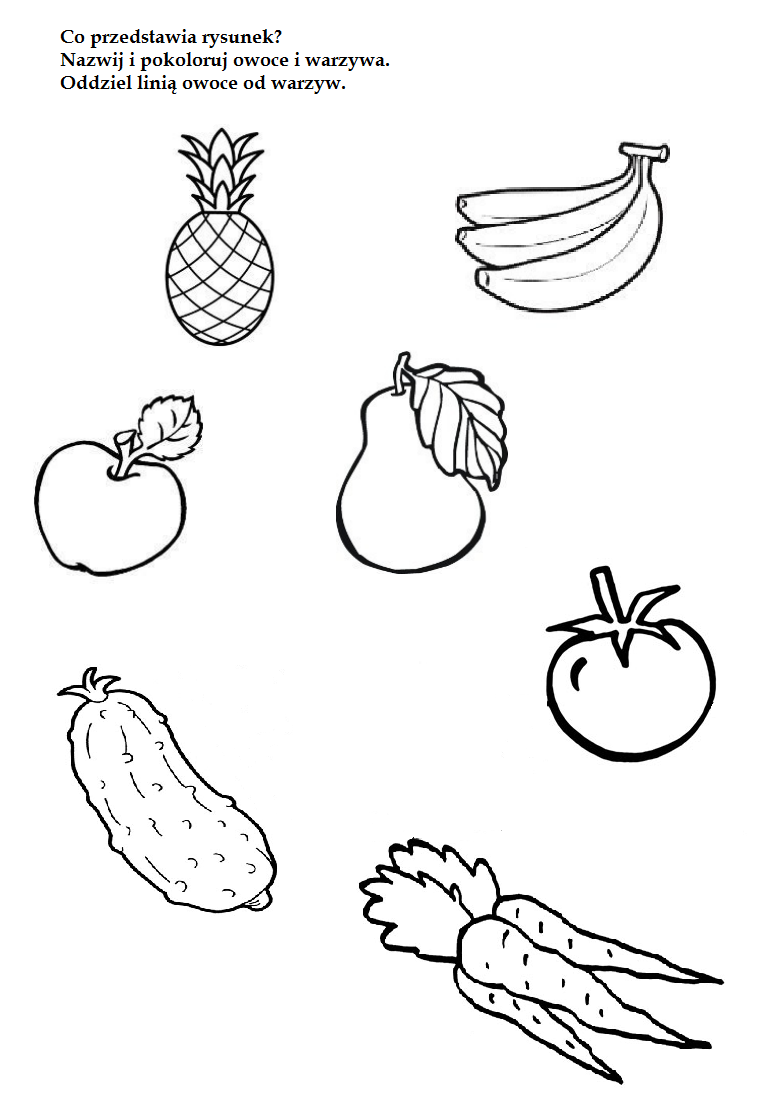 Co przedstawia rysunek?
Nazwij i pokoloruj owoce i warzywa.
Oddziel linią owoce od warzyw.